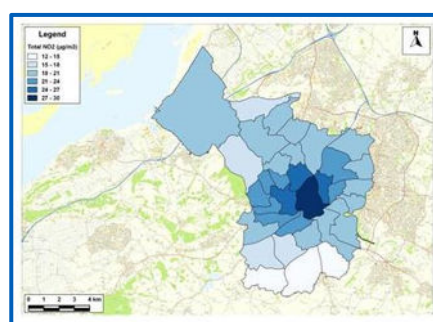 Legend
Total NO2 (µg/m3)
12 - 15
15 - 18
18 - 21
21 - 24
24 - 27
27 - 30
N
0 1 2 3 4 km